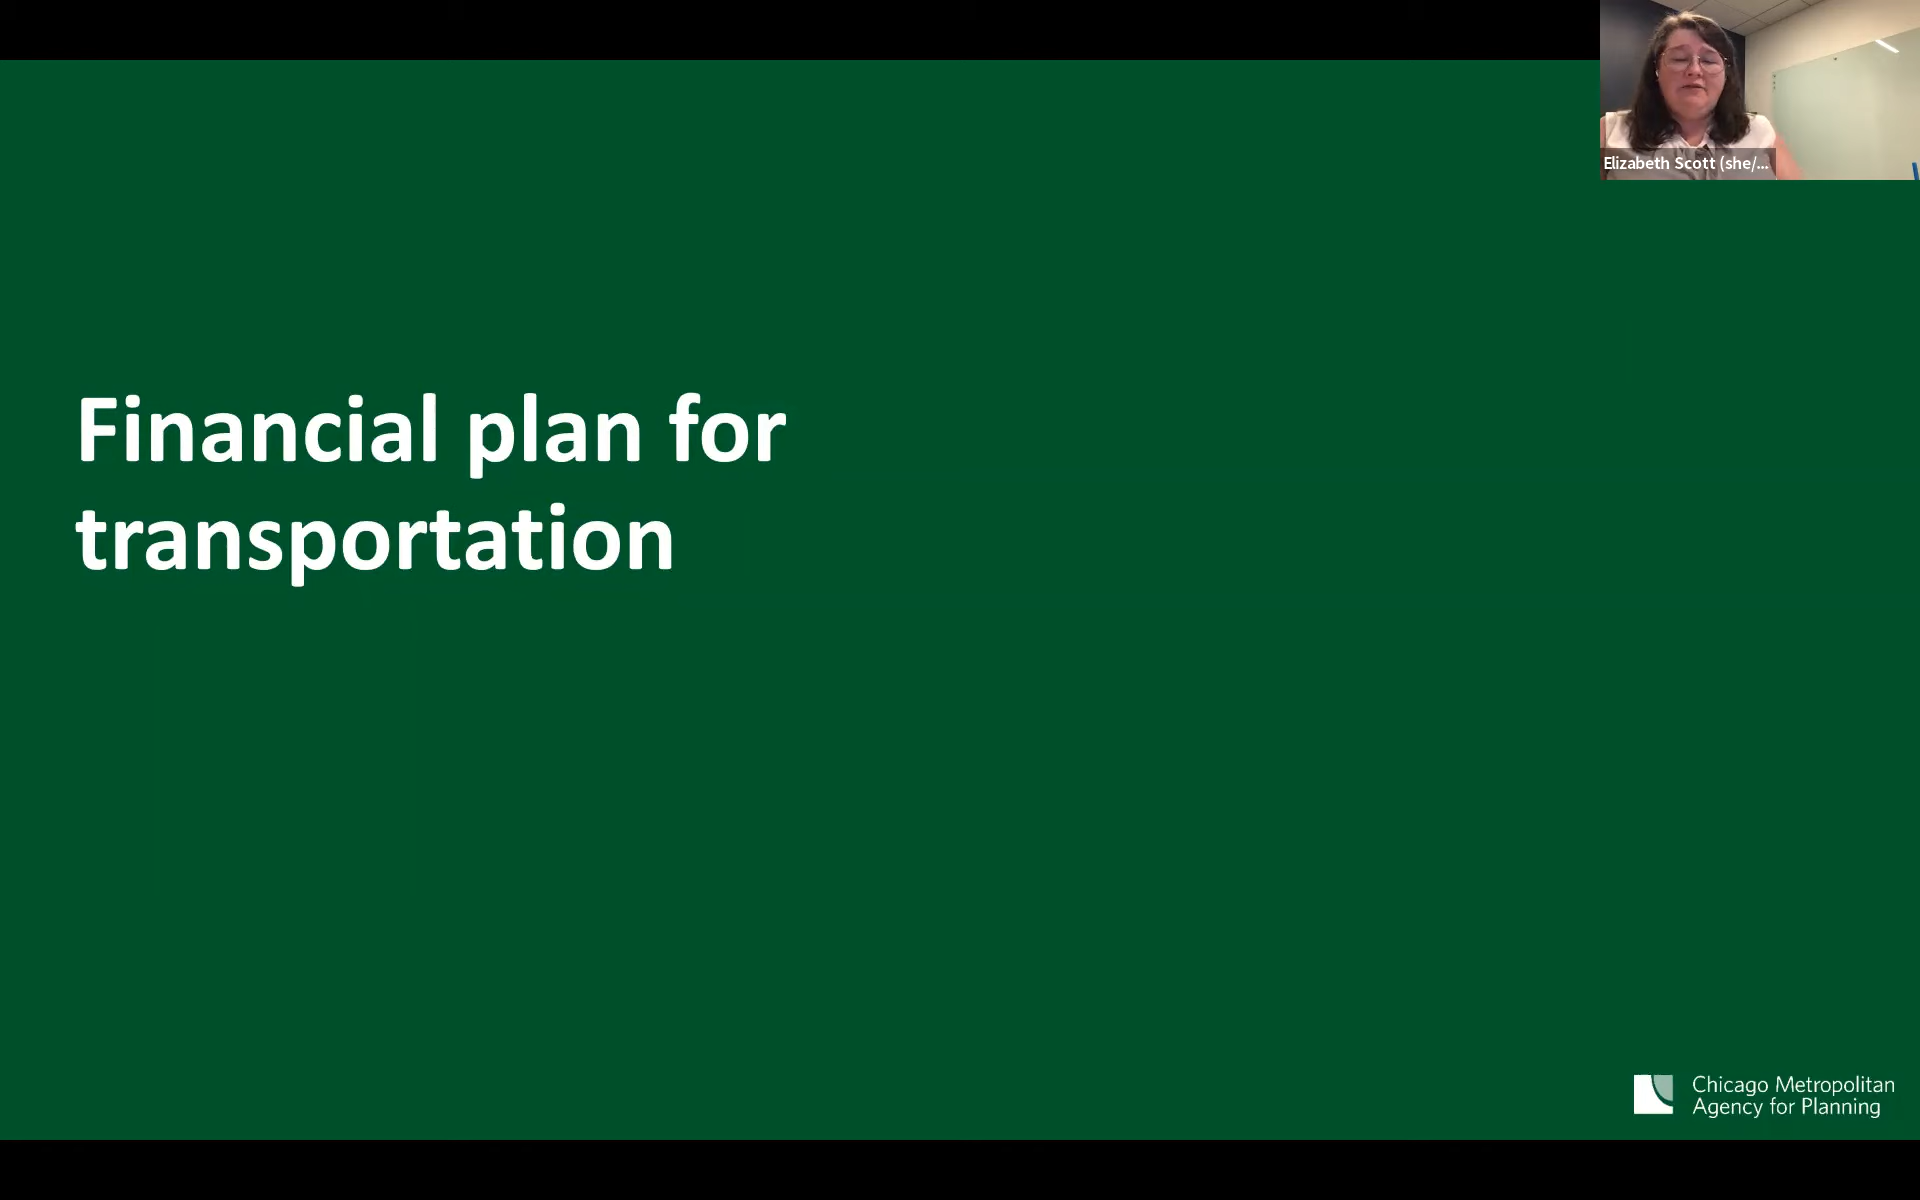 Elizabeth Scott (she/...
Financial plan for
transportation
Chicago Metropolitan
Agency for Planning